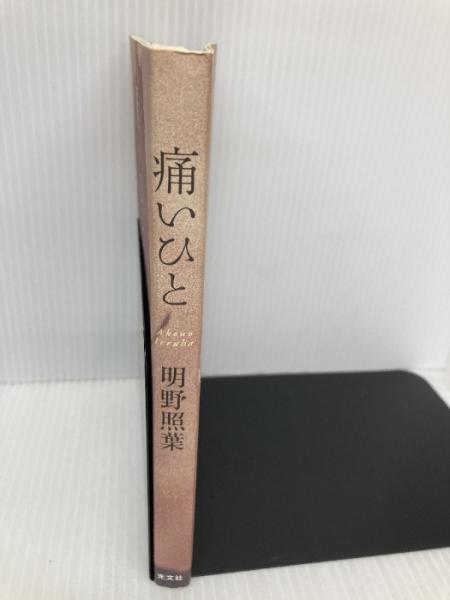 痛いひと
Akeno
Teruha
明野照葉
光文社